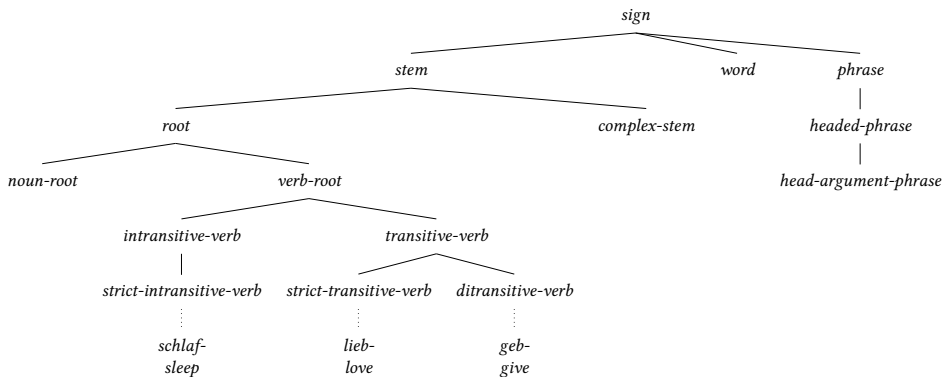 sign
stem word phrase
root complex-stem headed-phrase
noun-root verb-root head-argument-phrase
intransitive-verb transitive-verb
strict-intransitive-verb strict-transitive-verb ditransitive-verb
schlaf- lieb- geb-
sleep love give